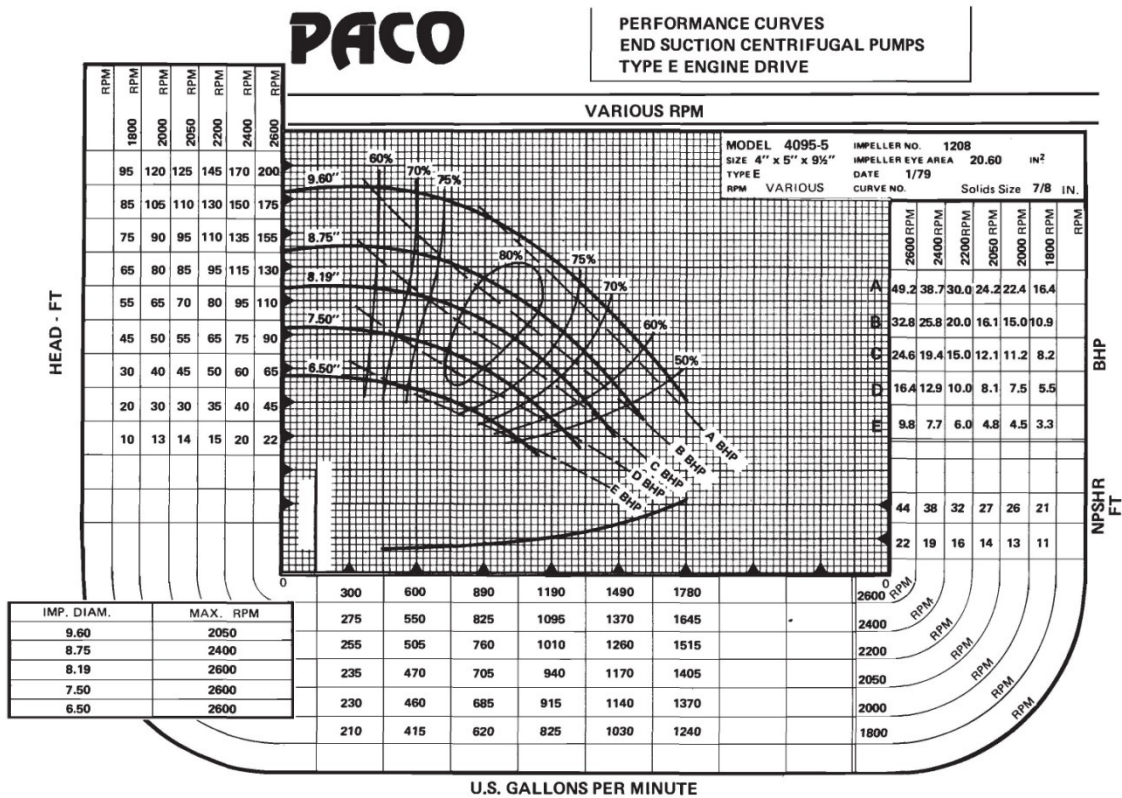 PACO
PERFORMANCE CURVES
END SUCTION CENTRIFUGAL PUMPS
TYPE E ENGINE DRIVE
VARIOUS RPM
RPM RPM 1800 RPM 2000 RPM 2050 RPM 2200 RPM 2400 RPM 2600
95 120 125 145 170 200
85 105 110 130 150 175
75 90 95 110 135 155
65 80 85 95 115 130
55 65 70 80 95 110
45 50 55 65 75 90
30 40 45 50 60 65
20 30 30 35 40 45
10 13 14 15 20 22
HEAD - FT
MODEL 4095-5 IMPELLER NO. 1208
SIZE 4" x 5" x 9½" IMPELLER EYE AREA 20.60 IN²
TYPE E DATE 1/79
RPM VARIOUS CURVE NO. Solids Size 7/8 IN.
60%
70%
75%
9.60"
8.75"
8.19"
7.50"
6.50"
80%
75%
70%
60%
50%
A BHP
B BHP
C BHP
D BHP
E BHP
2600 RPM 2400 RPM 2200 RPM 2050 RPM 2000 RPM 1800 RPM RPM
A 49.2 38.7 30.0 24.2 22.4 16.4
B 32.8 25.8 20.0 16.1 15.0 10.9
C 24.6 19.4 15.0 12.1 11.2 8.2
D 16.4 12.9 10.0 8.1 7.5 5.5
E 9.8 7.7 6.0 4.8 4.5 3.3
BHP
44 38 32 27 26 21
22 19 16 14 13 11
NPSHR
FT
0 0
300 600 890 1190 1490 1780 2600 RPM
275 550 825 1095 1370 1645 2400 RPM
255 505 760 1010 1260 1515 2200 RPM
235 470 705 940 1170 1405 2050 RPM
230 460 685 915 1140 1370 2000 RPM
210 415 620 825 1030 1240 1800 RPM
IMP. DIAM. MAX. RPM
9.60 2050
8.75 2400
8.19 2600
7.50 2600
6.50 2600
U.S. GALLONS PER MINUTE